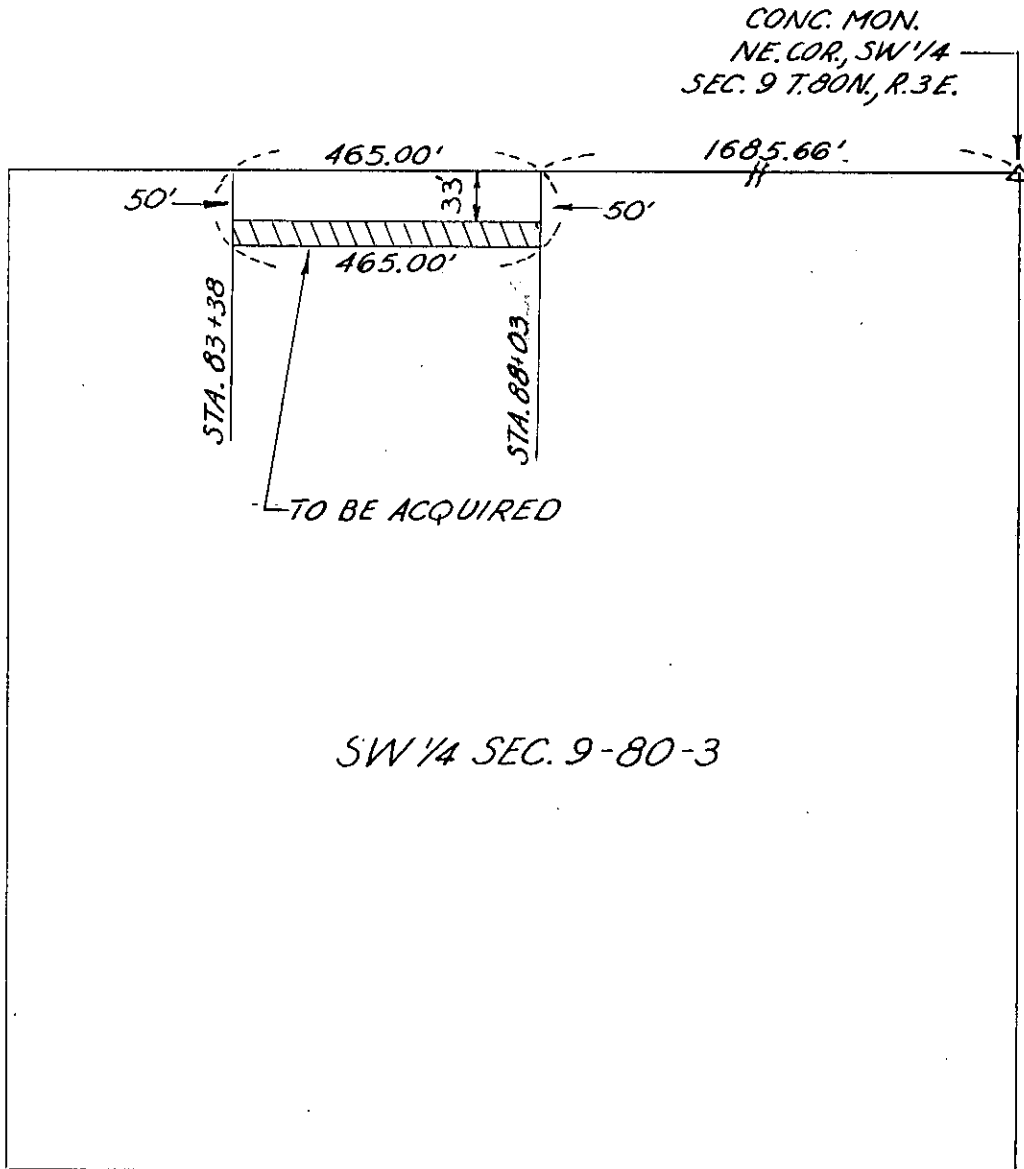 CONC. MON.
NE. COR., SW 1/4
SEC. 9 T.80N., R.3E.
465.00'
1685.66'
50'
33'
50'
465.00'
STA. 83+38
STA. 88+03
TO BE ACQUIRED
SW 1/4 SEC. 9-80-3